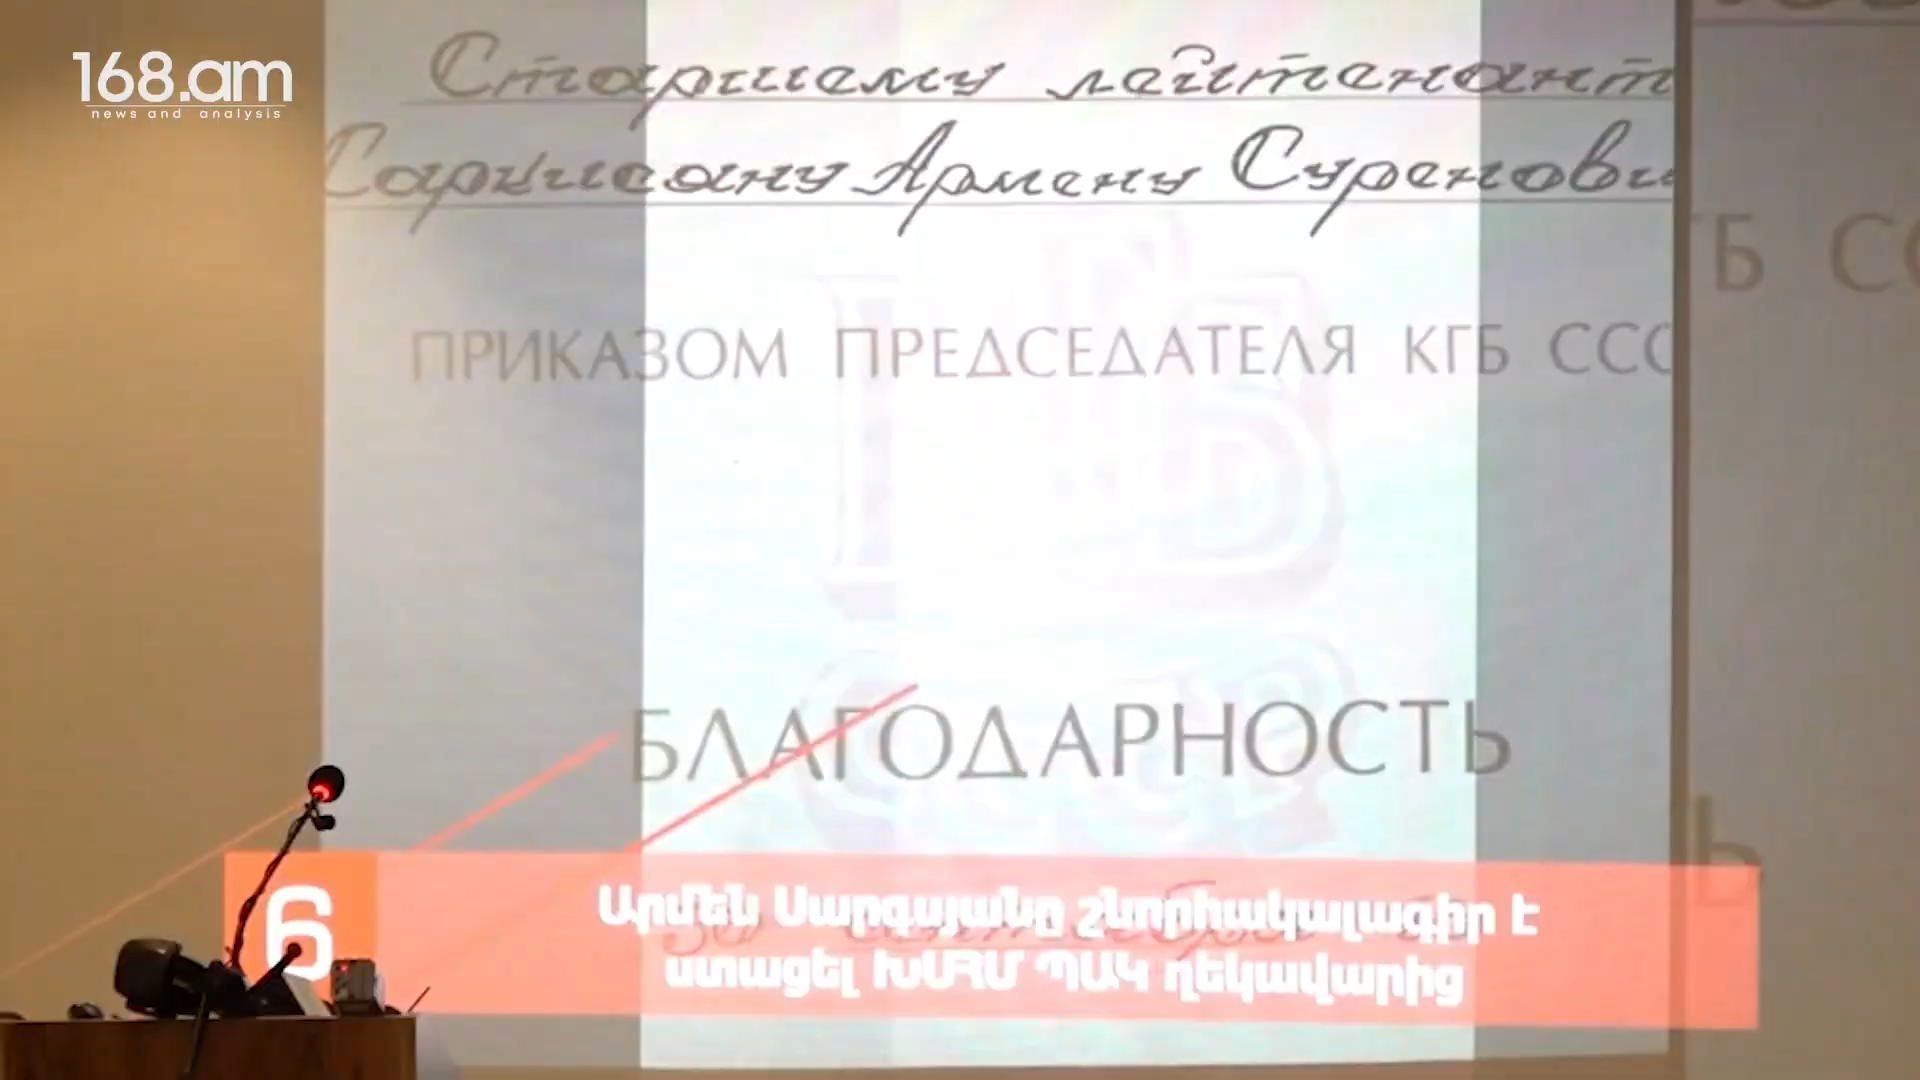 168.am
news and analysis
Старшему лейтенант
Саркисяну Армену Суренови
ГБ СС
ПРИКАЗОМ ПРЕДСЕДАТЕЛЯ КГБ ССС
БЛАГОДАРНОСТЬ
Ь
6
Արմեն Սարգսյանը շնորհակալագիր է
ստացել ԽՍՀՄ ՊԱԿ ղեկավարից